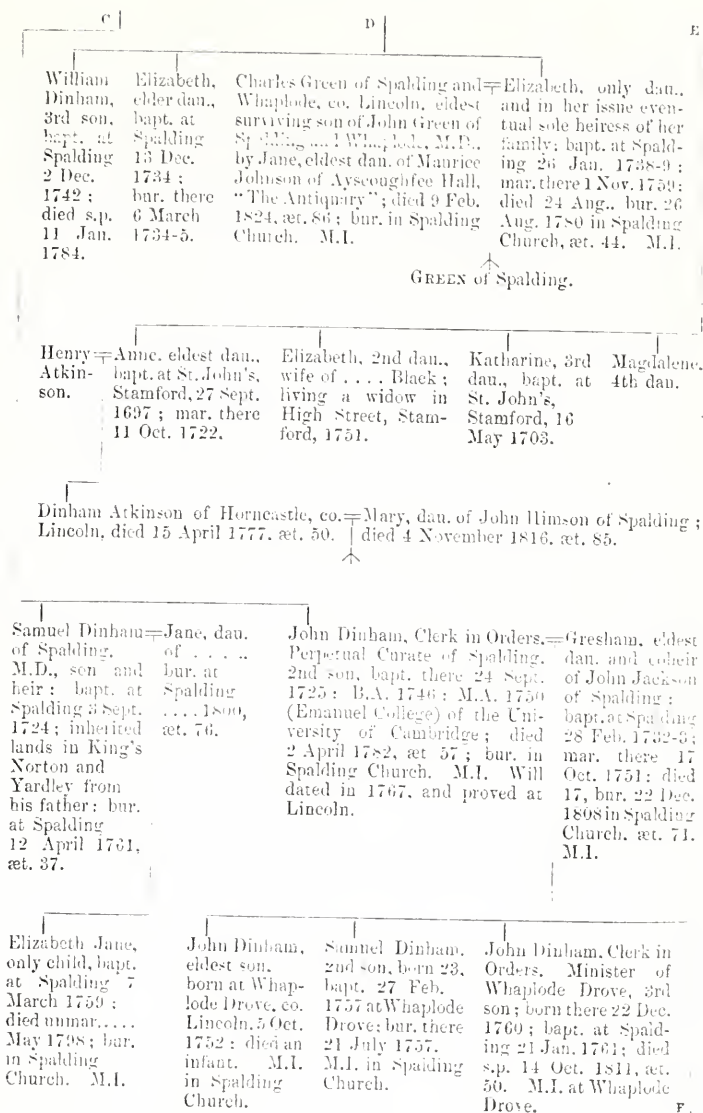 C
D
E
William
Dinham,
3rd son,
bapt. at
Spalding
2 Dec.
1742 ;
died s.p.
11 Jan.
1784.
Elizabeth,
elder dau.,
bapt. at
Spalding
13 Dec.
1734 ;
bur. there
6 March
1734-5.
Charles Green of Spalding and
Whaplode, co. Lincoln, eldest
surviving son of John Green of
Spalding and Whaplode, M.D.,
by Jane, eldest dau. of Maurice
Johnson of Ayscoughfee Hall,
"The Antiquary" ; died 9 Feb.
1824, æt. 86 ; bur. in Spalding
Church. M.I.
= Elizabeth, only dau.,
and in her issue even-
tual sole heiress of her
family; bapt. at Spald-
ing 26 Jan. 1738-9 ;
mar. there 1 Nov. 1759;
died 24 Aug., bur. 26
Aug. 1780 in Spalding
Church, æt. 44. M.I.
GREEN of Spalding.
Henry
Atkin-
son.
= Anne, eldest dau.,
bapt. at St. John's,
Stamford, 27 Sept.
1697 ; mar. there
11 Oct. 1722.
Elizabeth, 2nd dau.,
wife of . . . . Black ;
living a widow in
High Street, Stam-
ford, 1751.
Katharine, 3rd
dau., bapt. at
St. John's,
Stamford, 16
May 1703.
Magdalene,
4th dau.
Dinham Atkinson of Horncastle, co. = Mary, dau. of John Himson of Spalding ;
Lincoln, died 15 April 1777, æt. 50. died 4 November 1816, æt. 85.
Samuel Dinham
of Spalding,
M.D., son and
heir : bapt. at
Spalding 3 Sept.
1724 ; inherited
lands in King's
Norton and
Yardley from
his father : bur.
at Spalding
12 April 1761,
æt. 37.
= Jane, dau.
of . . . . .
bur. at
Spalding
. . . . 1800,
æt. 76.
John Dinham, Clerk in Orders,
Perpetual Curate of Spalding,
2nd son, bapt. there 24 Sept.
1725 : B.A. 1746 : M.A. 1750
(Emanuel College) of the Uni-
versity of Cambridge ; died
2 April 1782, æt 57 ; bur. in
Spalding Church. M.I. Will
dated in 1767, and proved at
Lincoln.
= Gresham, eldest
dau. and coheir
of John Jackson
of Spalding :
bapt. at Spalding
28 Feb. 1732-3 ;
mar. there 17
Oct. 1751 : died
17, bur. 22 Dec.
1808 in Spalding
Church, æt. 71.
M.I.
Elizabeth Jane,
only child, bapt.
at Spalding 7
March 1759 ;
died unmar. . . . .
May 1798 ; bur.
in Spalding
Church. M.I.
John Dinham,
eldest son,
born at Whap-
lode Drove, co.
Lincoln, 5 Oct.
1752 : died an
infant. M.I.
in Spalding
Church.
Samuel Dinham,
2nd son, born 23,
bapt. 27 Feb.
1757 at Whaplode
Drove; bur. there
21 July 1757.
M.I. in Spalding
Church.
John Dinham, Clerk in
Orders, Minister of
Whaplode Drove, 3rd
son ; born there 22 Dec.
1760 ; bapt. at Spald-
ing 21 Jan. 1761; died
s.p. 14 Oct. 1811, æt.
50. M.I. at Whaplode
Drove.
F.